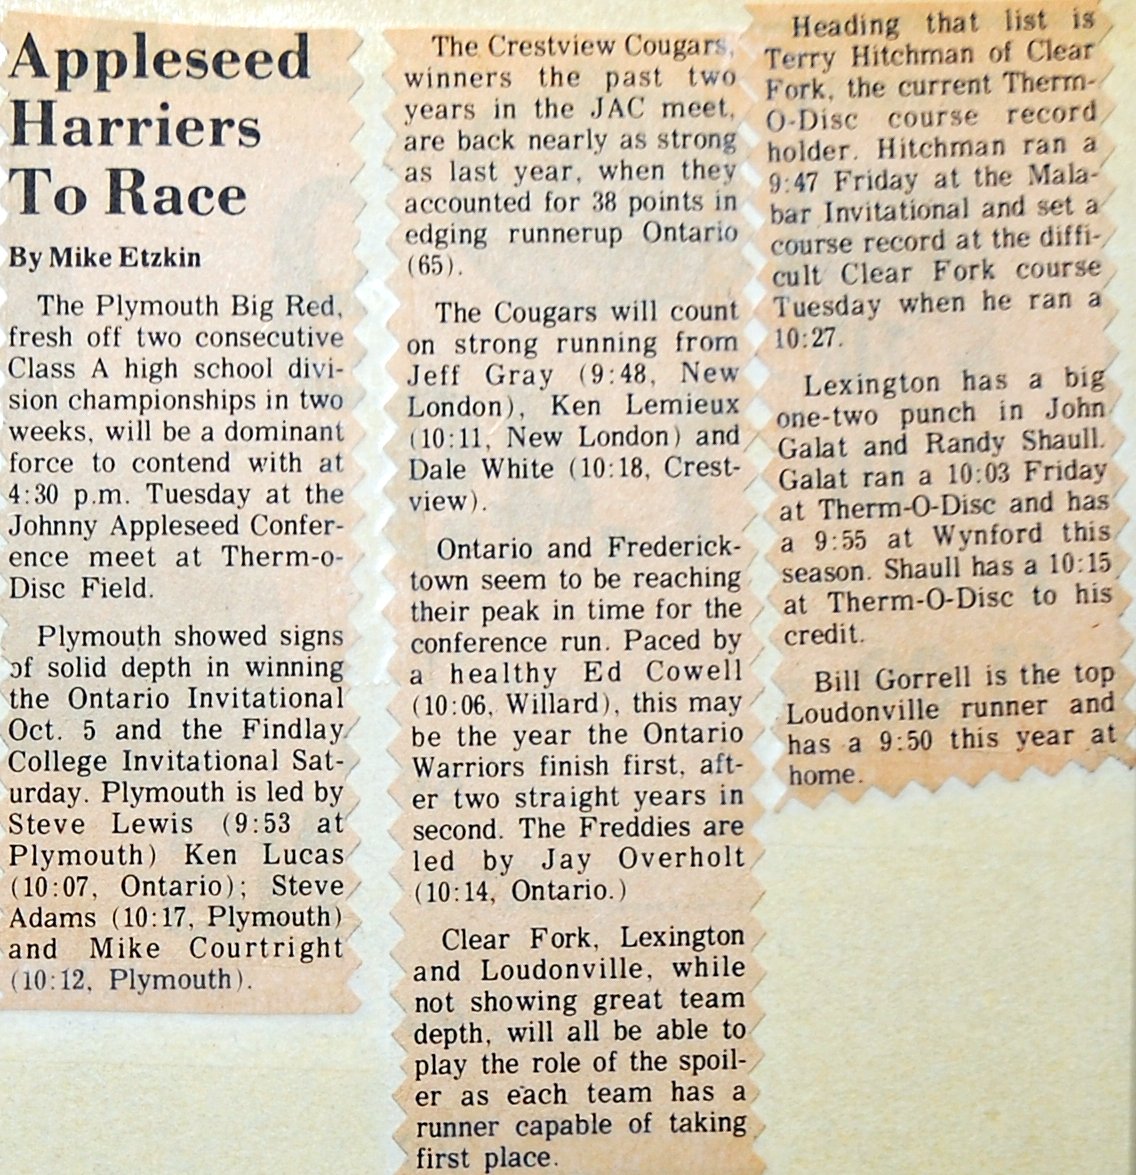 Appleseed
Harriers
To Race
By Mike Etzkin
The Plymouth Big Red,
fresh off two consecutive
Class A high school divi-
sion championships in two
weeks, will be a dominant
force to contend with at
4:30 p.m. Tuesday at the
Johnny Appleseed Confer-
ence meet at Therm-o-
Disc Field.
Plymouth showed signs
of solid depth in winning
the Ontario Invitational
Oct. 5 and the Findlay
College Invitational Sat-
urday. Plymouth is led by
Steve Lewis (9:53 at
Plymouth) Ken Lucas
(10:07, Ontario); Steve
Adams (10:17, Plymouth)
and Mike Courtright
(10:12, Plymouth).
The Crestview Cougars,
winners the past two
years in the JAC meet,
are back nearly as strong
as last year, when they
accounted for 38 points in
edging runnerup Ontario
(65).
The Cougars will count
on strong running from
Jeff Gray (9:48, New
London), Ken Lemieux
(10:11, New London) and
Dale White (10:18, Crest-
view).
Ontario and Frederick-
town seem to be reaching
their peak in time for the
conference run. Paced by
a healthy Ed Cowell
(10:06, Willard), this may
be the year the Ontario
Warriors finish first, aft-
er two straight years in
second. The Freddies are
led by Jay Overholt
(10:14, Ontario.)
Clear Fork, Lexington
and Loudonville, while
not showing great team
depth, will all be able to
play the role of the spoil-
er as each team has a
runner capable of taking
first place.
Heading that list is
Terry Hitchman of Clear
Fork, the current Therm-
O-Disc course record
holder. Hitchman ran a
9:47 Friday at the Mala-
bar Invitational and set a
course record at the diffi-
cult Clear Fork course
Tuesday when he ran a
10:27.
Lexington has a big
one-two punch in John
Galat and Randy Shaull.
Galat ran a 10:03 Friday
at Therm-O-Disc and has
a 9:55 at Wynford this
season. Shaull has a 10:15
at Therm-O-Disc to his
credit.
Bill Gorrell is the top
Loudonville runner and
has a 9:50 this year at
home.